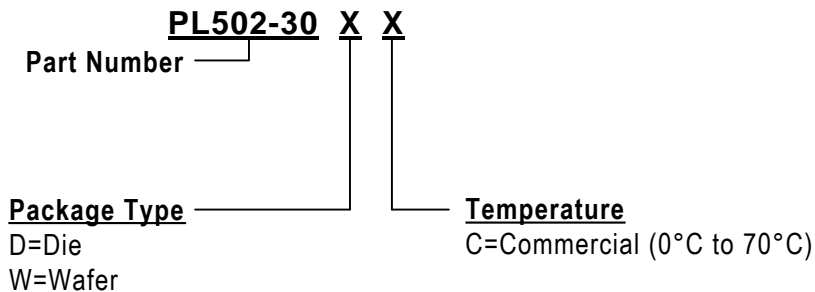 PL502-30 X X
Part Number
Package Type
D=Die
W=Wafer
Temperature
C=Commercial (0°C to 70°C)